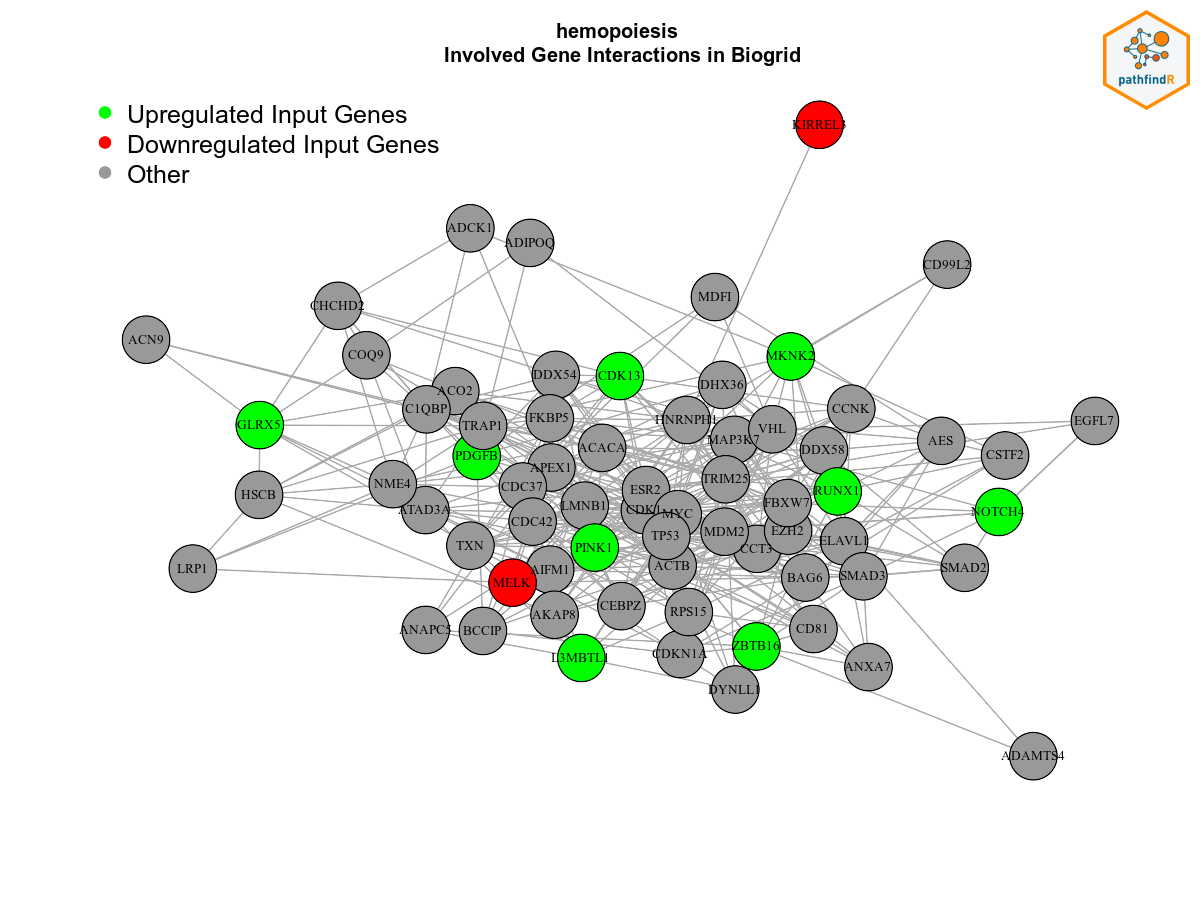 hemopoiesis
Involved Gene Interactions in Biogrid
pathfindR
Upregulated Input Genes
Downregulated Input Genes
Other
KIRREL3
ADCK1
ADIPOQ
CD99L2
MDFI
CHCHD2
ACN9
COQ9
MKNK2
DDX54
CDK13
DHX36
ACO2
C1QBP
CCNK
FKBP5
HNRNPH1
EGFL7
GLRX5
TRAP1
VHL
MAP3K7
AES
ACACA
DDX58
CSTF2
PDGFB
APEX1
TRIM25
NME4
CDC37
ESR2
RUNX1
HSCB
LMNB1
FBXW7
ATAD3A
CDK
MYC
NOTCH4
CDC42
TP53
MDM2
EZH2
ELAVL1
TXN
PINK1
CCT3
LRP1
AIFM1
ACTB
SMAD2
MELK
BAG6
SMAD3
AKAP8
CEBPZ
RPS15
ANAPC5
BCCIP
CD81
L3MBTL1
CDKN1A
ZBTB16
ANXA7
DYNLL1
ADAMTS4